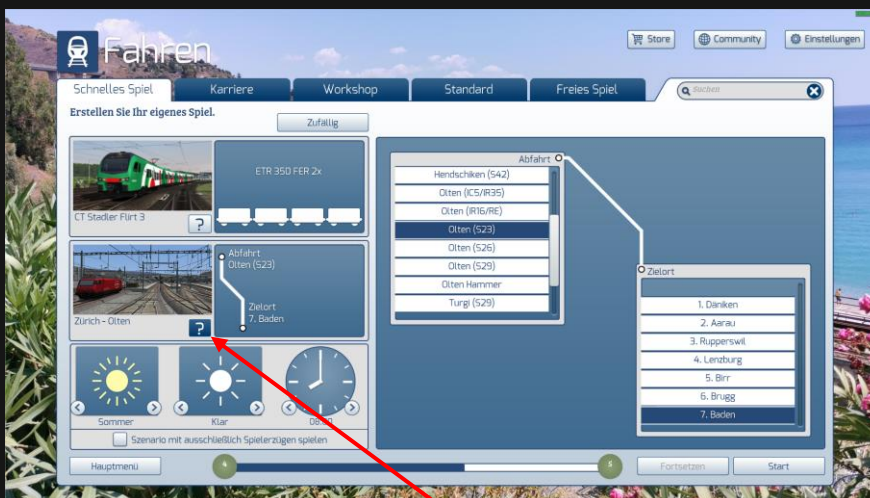 Fahren
Store
Community
Einstellungen
Schnelles Spiel
Karriere
Workshop
Standard
Freies Spiel
Suchen
Erstellen Sie Ihr eigenes Spiel.
Zufällig
ETR 350 FER 2x
CT Stadler Flirt 3
?
Abfahrt
Olten (S23)
Zielort
7. Baden
Zürich - Olten
?
Sommer
Klar
08:00
Szenario mit ausschließlich Spielerzügen spielen
Abfahrt
Hendschiken (S42)
Olten (IC5/IR35)
Olten (IR16/RE)
Olten (S23)
Olten (S26)
Olten (S29)
Olten Hammer
Turgi (S29)
Zielort
1. Däniken
2. Aarau
3. Rupperswil
4. Lenzburg
5. Birr
6. Brugg
7. Baden
Hauptmenü
4
5
Fortsetzen
Start